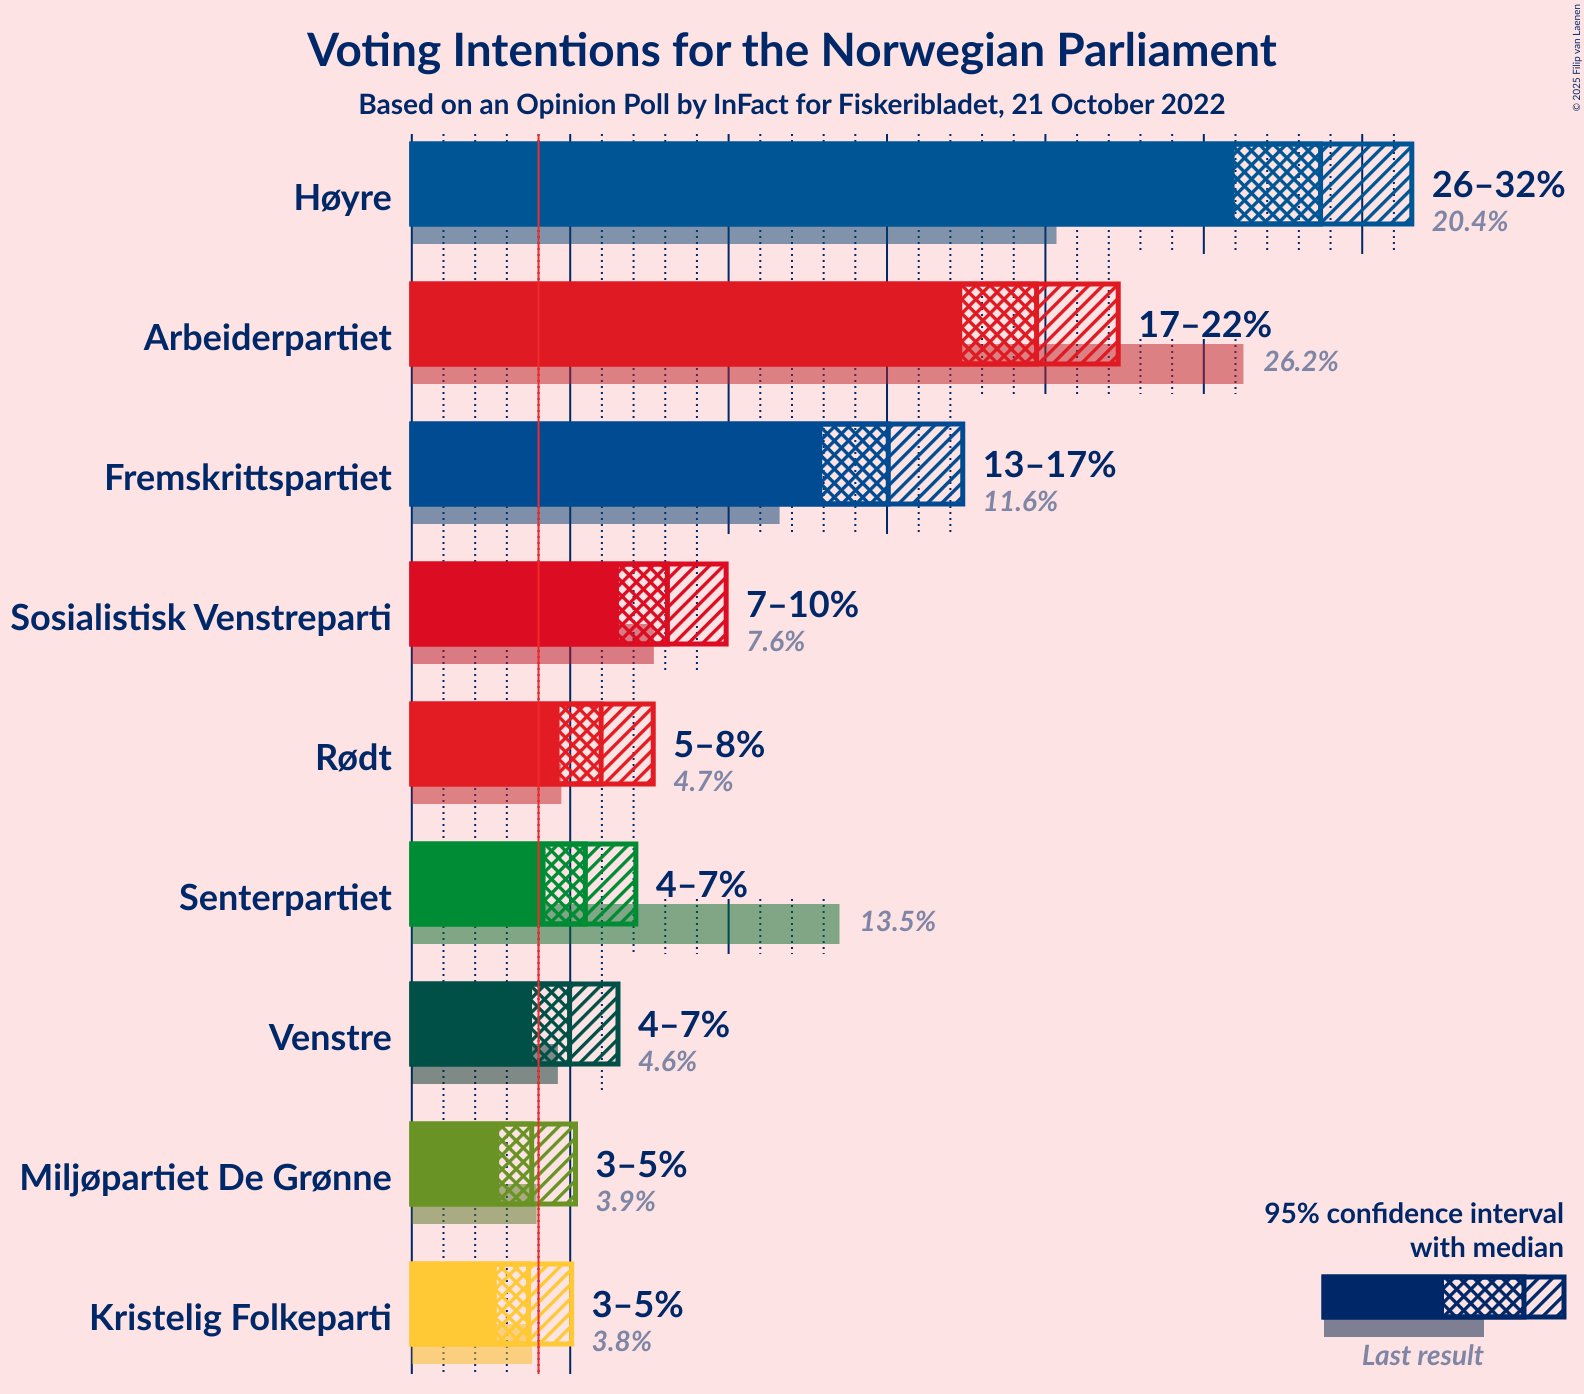 Voting Intentions for the Norwegian Parliament
Based on an Opinion Poll by InFact for Fiskeribladet, 21 October 2022
© 2025 Filip van Laenen
Høyre
26–32%
20.4%
Arbeiderpartiet
17–22%
26.2%
Fremskrittspartiet
13–17%
11.6%
Sosialistisk Venstreparti
7–10%
7.6%
Rødt
5–8%
4.7%
Senterpartiet
4–7%
13.5%
Venstre
4–7%
4.6%
Miljøpartiet De Grønne
3–5%
3.9%
Kristelig Folkeparti
3–5%
3.8%
95% confidence interval
with median
Last result